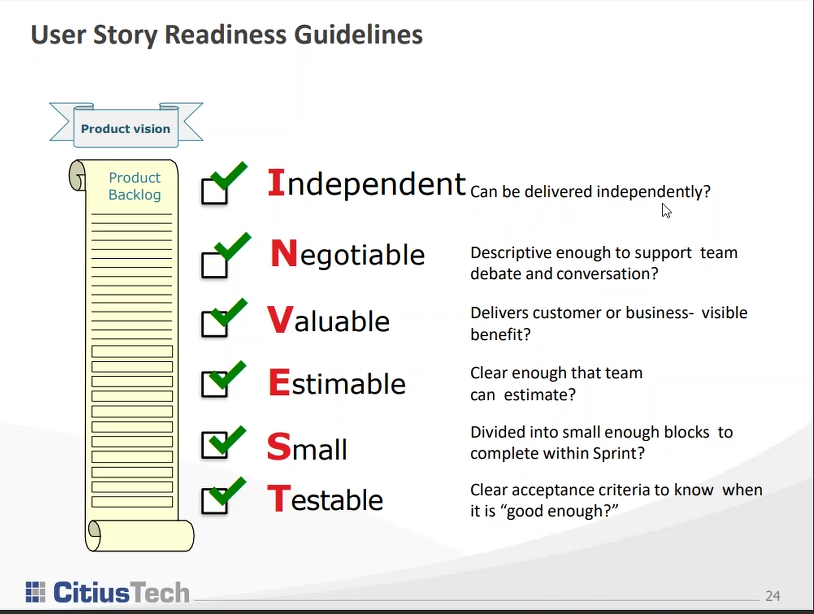 User Story Readiness Guidelines
Product vision
Product
Backlog
Independent Can be delivered independently?
Negotiable Descriptive enough to support team
debate and conversation?
Valuable Delivers customer or business- visible
benefit?
Estimable Clear enough that team
can estimate?
Small Divided into small enough blocks to
complete within Sprint?
Testable Clear acceptance criteria to know when
it is “good enough?”
CitiusTech
24